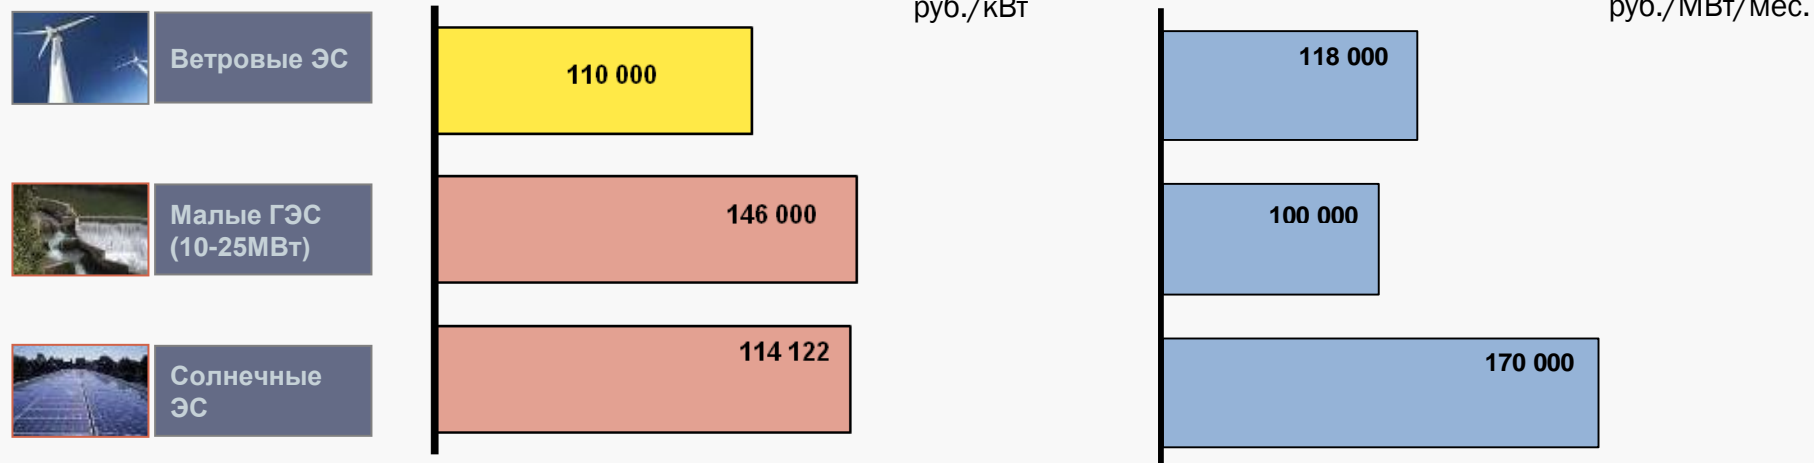 руб./кВт
руб./МВт/мес.
Ветровые ЭС
110 000
118 000
Малые ГЭС
(10-25МВт)
146 000
100 000
Солнечные
ЭС
114 122
170 000